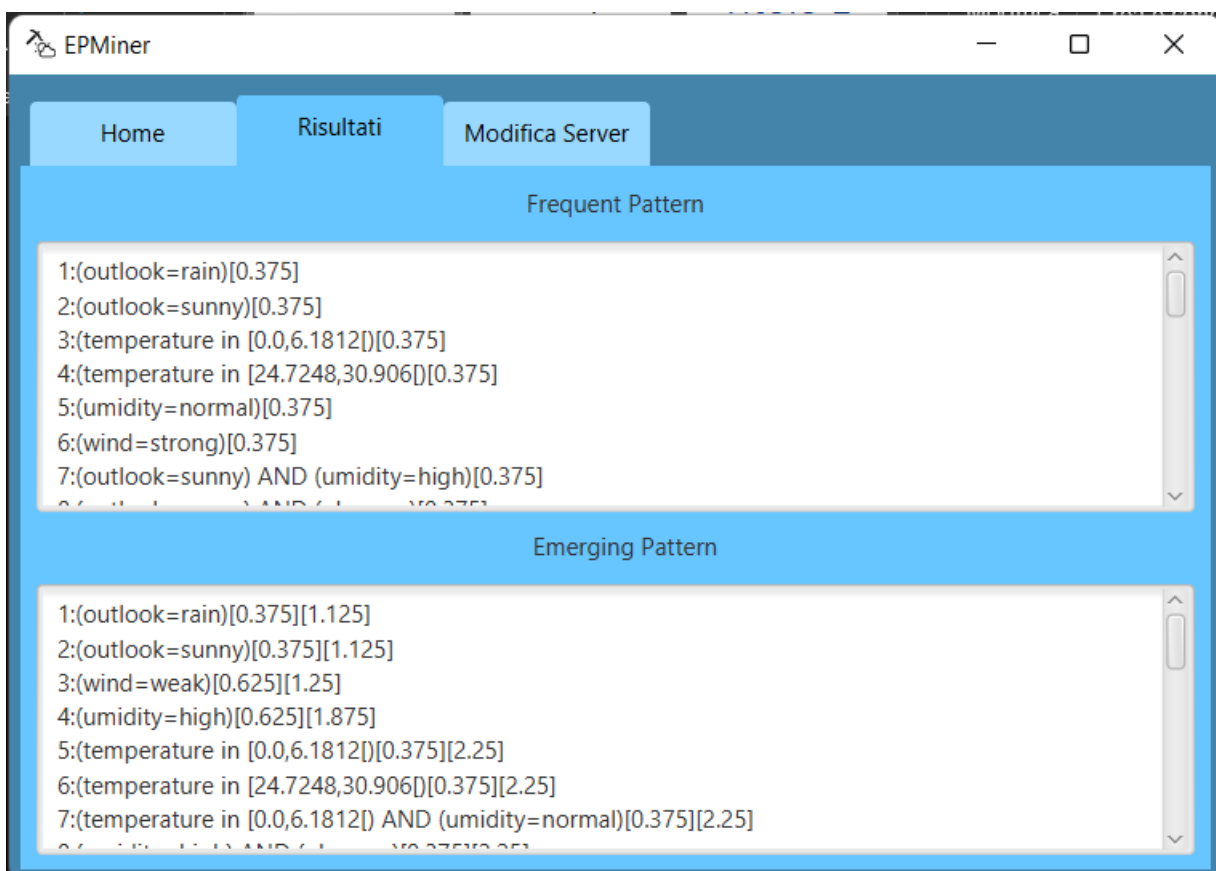 EPMiner
Home Risultati Modifica Server
Frequent Pattern
1:(outlook=rain)[0.375]
2:(outlook=sunny)[0.375]
3:(temperature in [0.0,6.1812[)[0.375]
4:(temperature in [24.7248,30.906[)[0.375]
5:(umidity=normal)[0.375]
6:(wind=strong)[0.375]
7:(outlook=sunny) AND (umidity=high)[0.375]
Emerging Pattern
1:(outlook=rain)[0.375][1.125]
2:(outlook=sunny)[0.375][1.125]
3:(wind=weak)[0.625][1.25]
4:(umidity=high)[0.625][1.875]
5:(temperature in [0.0,6.1812[)[0.375][2.25]
6:(temperature in [24.7248,30.906[)[0.375][2.25]
7:(temperature in [0.0,6.1812[) AND (umidity=normal)[0.375][2.25]